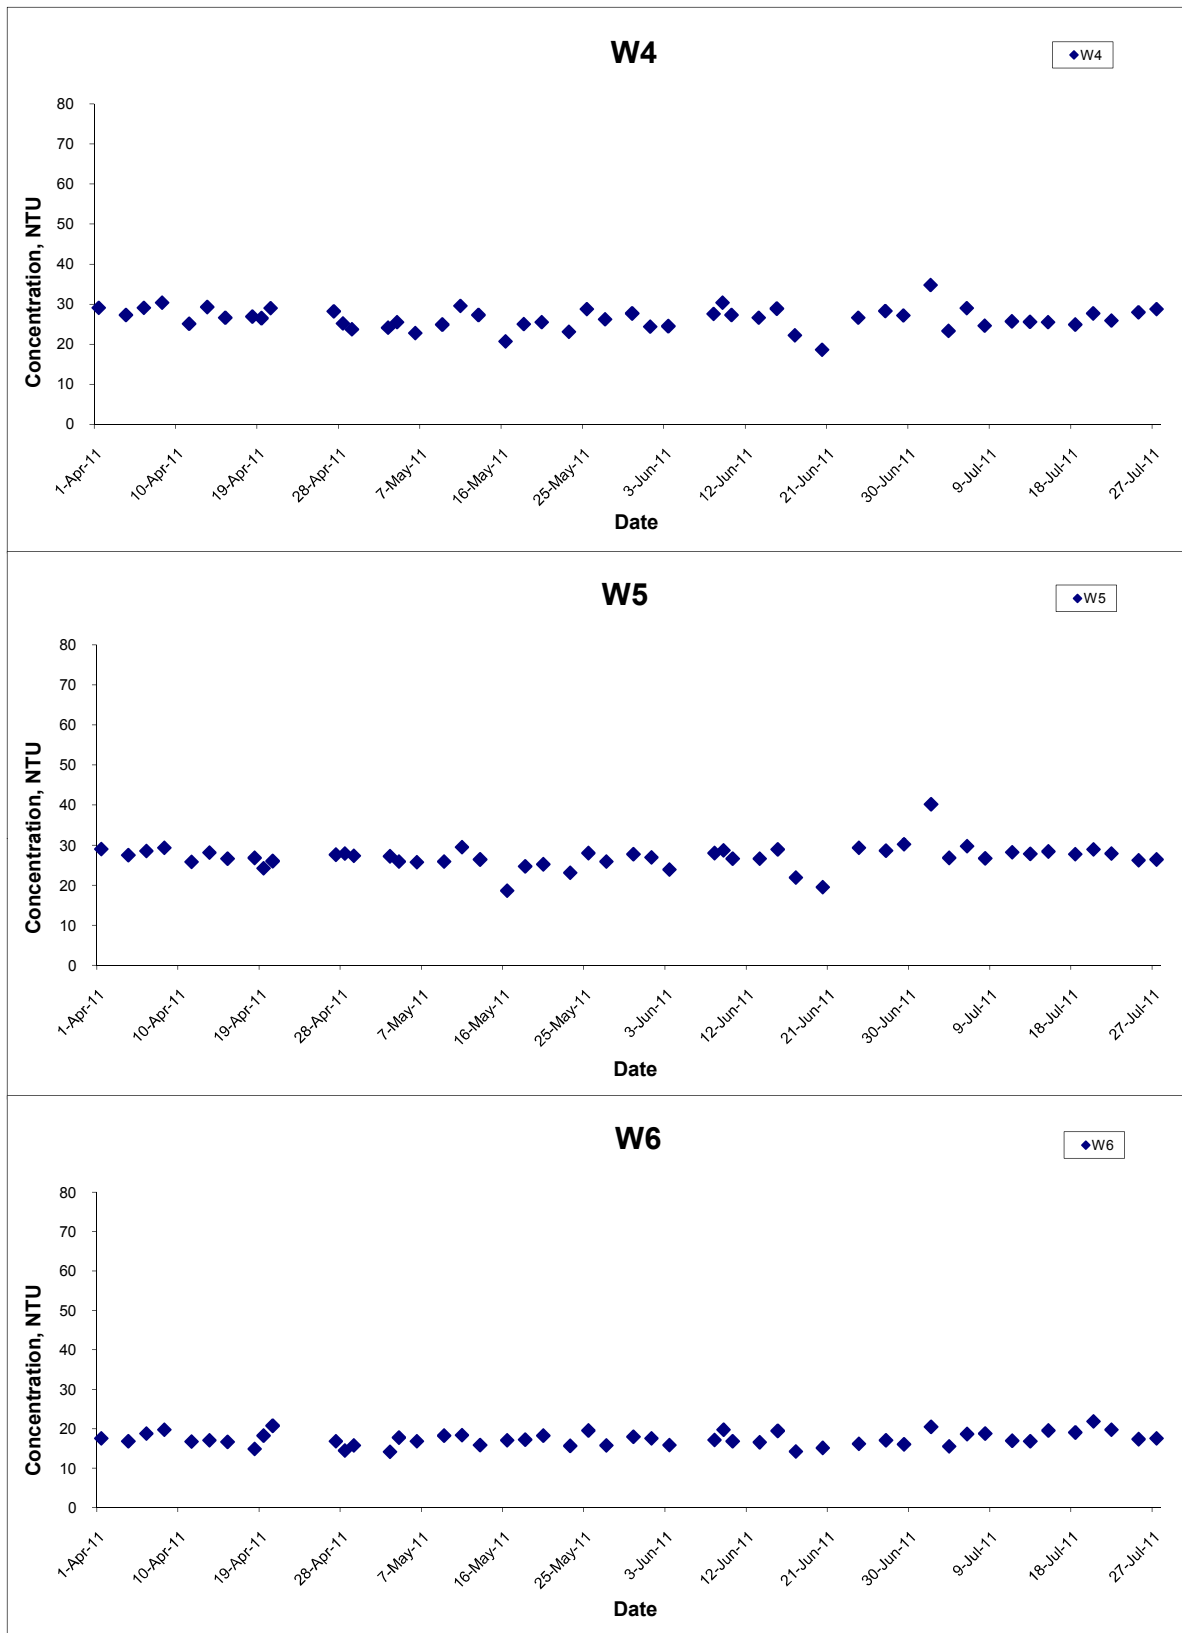 W4
W4
80
70
60
50
40
30
20
10
0
Concentration, NTU
1-Apr-11 10-Apr-11 19-Apr-11 28-Apr-11 7-May-11 16-May-11 25-May-11 3-Jun-11 12-Jun-11 21-Jun-11 30-Jun-11 9-Jul-11 18-Jul-11 27-Jul-11
Date
W5
W5
80
70
60
50
40
30
20
10
0
Concentration, NTU
1-Apr-11 10-Apr-11 19-Apr-11 28-Apr-11 7-May-11 16-May-11 25-May-11 3-Jun-11 12-Jun-11 21-Jun-11 30-Jun-11 9-Jul-11 18-Jul-11 27-Jul-11
Date
W6
W6
80
70
60
50
40
30
20
10
0
Concentration, NTU
1-Apr-11 10-Apr-11 19-Apr-11 28-Apr-11 7-May-11 16-May-11 25-May-11 3-Jun-11 12-Jun-11 21-Jun-11 30-Jun-11 9-Jul-11 18-Jul-11 27-Jul-11
Date